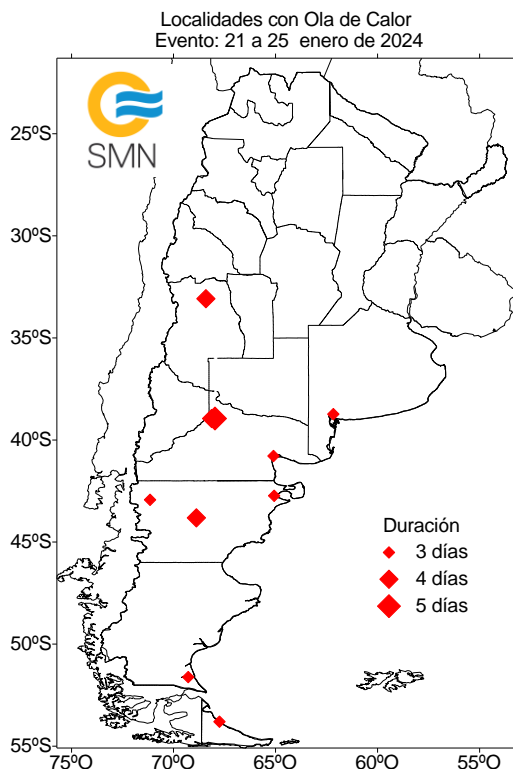 Localidades con Ola de Calor
Evento: 21 a 25 enero de 2024
SMN
25ºS
30ºS
35ºS
40ºS
45ºS
50ºS
55ºS
75ºO
70ºO
65ºO
60ºO
55ºO
Duración
3 días
4 días
5 días